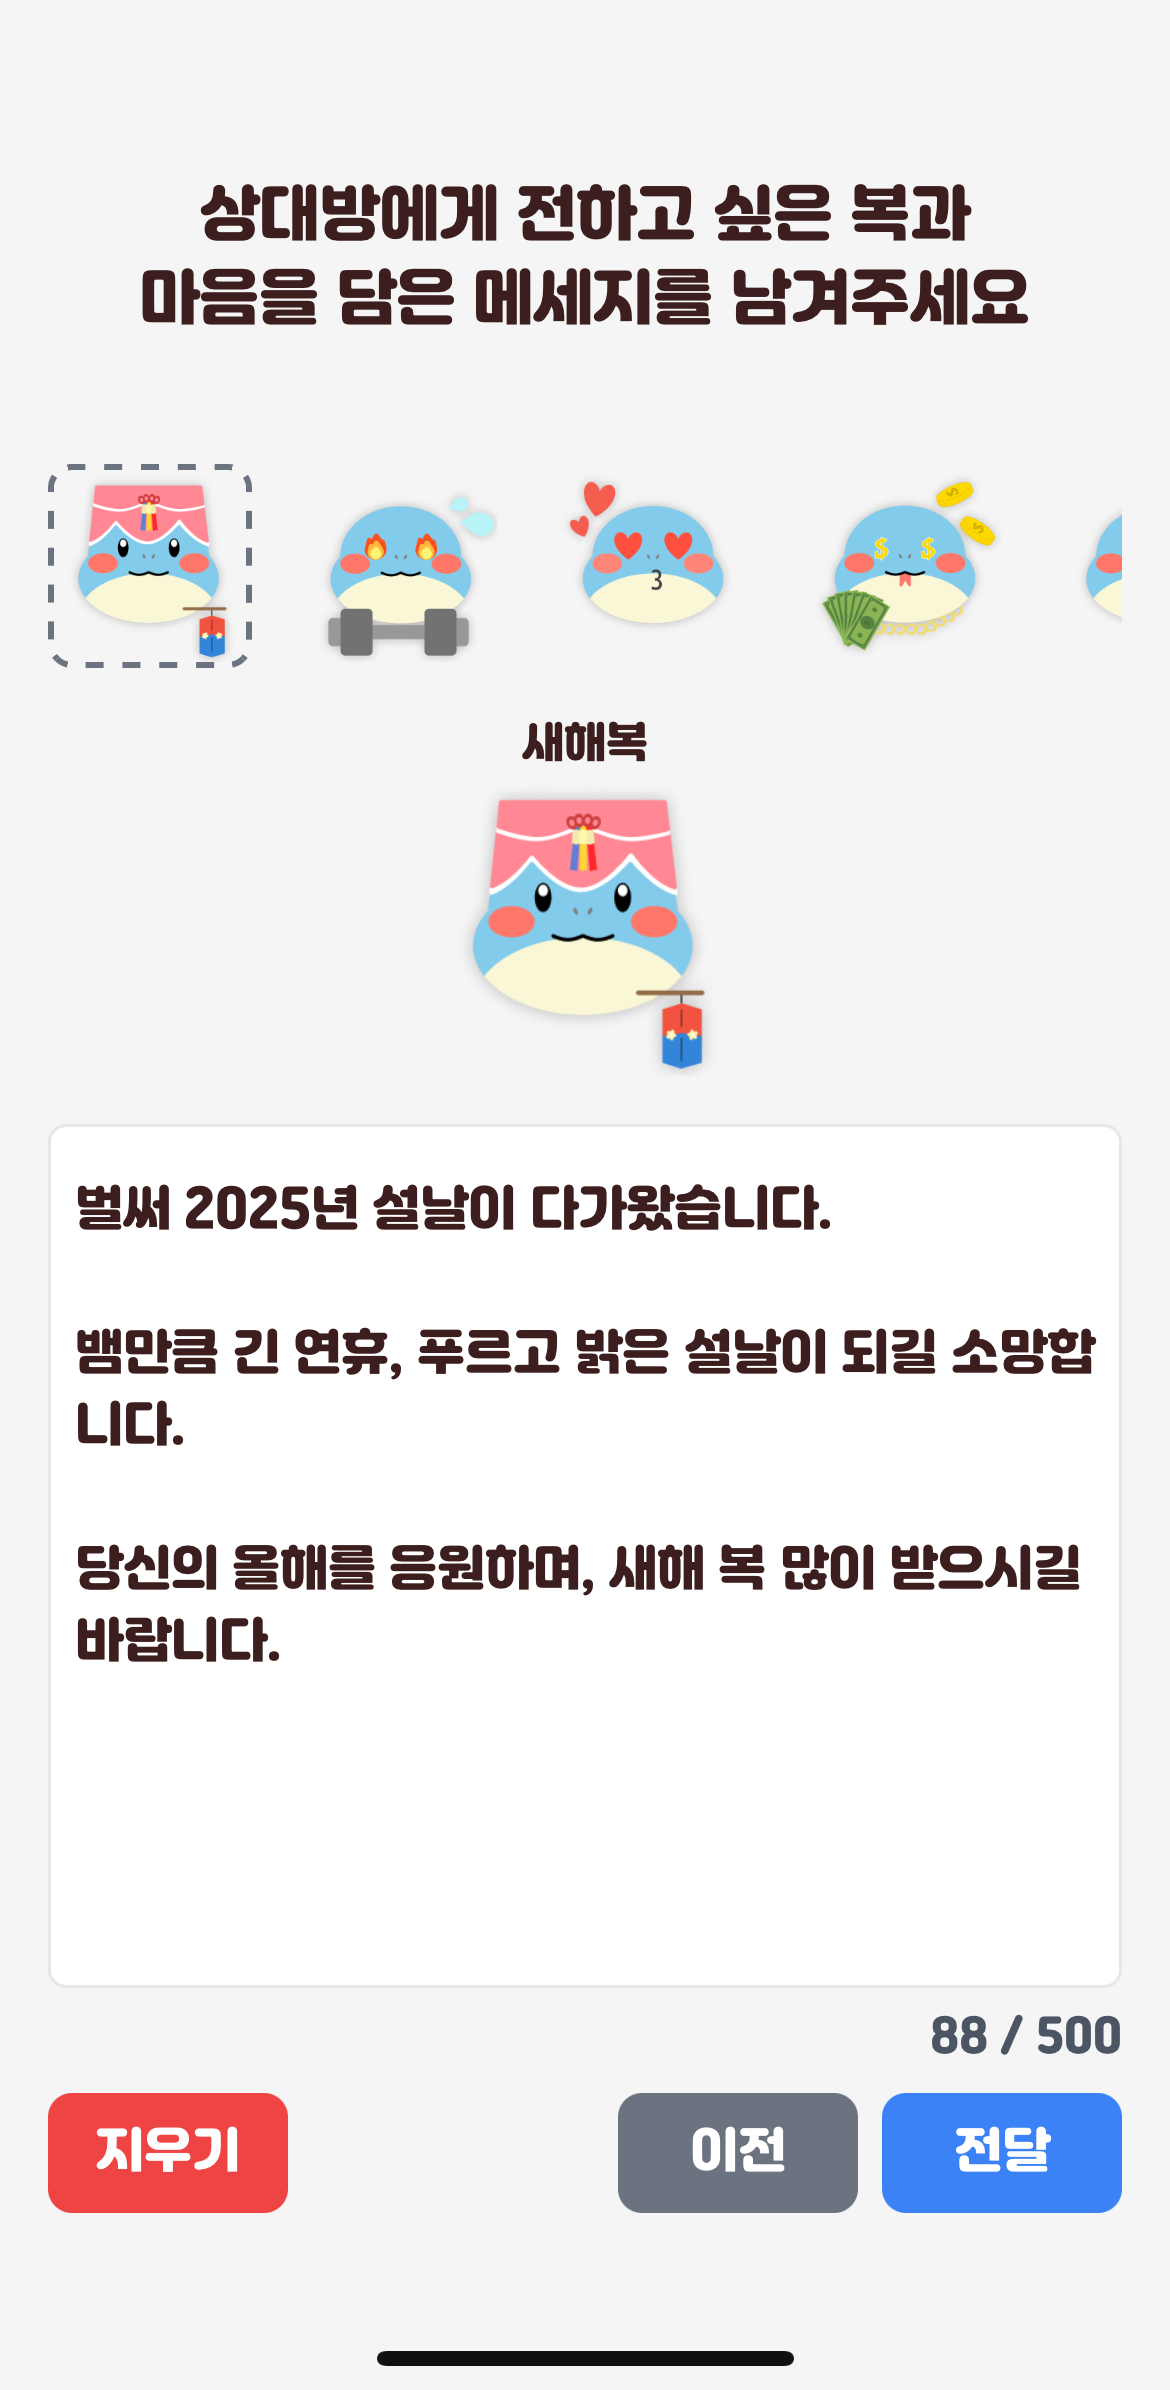 상대방에게 전하고 싶은 복과
마음을 담은 메세지를 남겨주세요
새해복
벌써 2025년 설날이 다가왔습니다.
뱀만큼 긴 연휴, 푸르고 밝은 설날이 되길 소망합
니다.
당신의 올해를 응원하며, 새해 복 많이 받으시길
바랍니다.
88 / 500
지우기 이전 전달